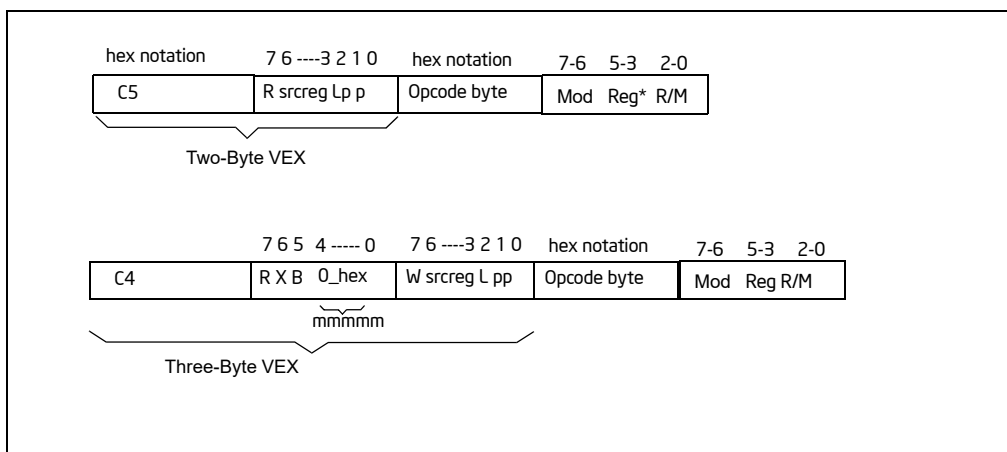 hex notation 7 6 ----3 2 1 0 hex notation 7-6 5-3 2-0
C5 R srcreg Lp p Opcode byte Mod Reg* R/M
Two-Byte VEX
7 6 5 4 ----- 0 7 6 ----3 2 1 0 hex notation 7-6 5-3 2-0
C4 R X B 0_hex W srcreg L pp Opcode byte Mod Reg R/M
mmmmm
Three-Byte VEX